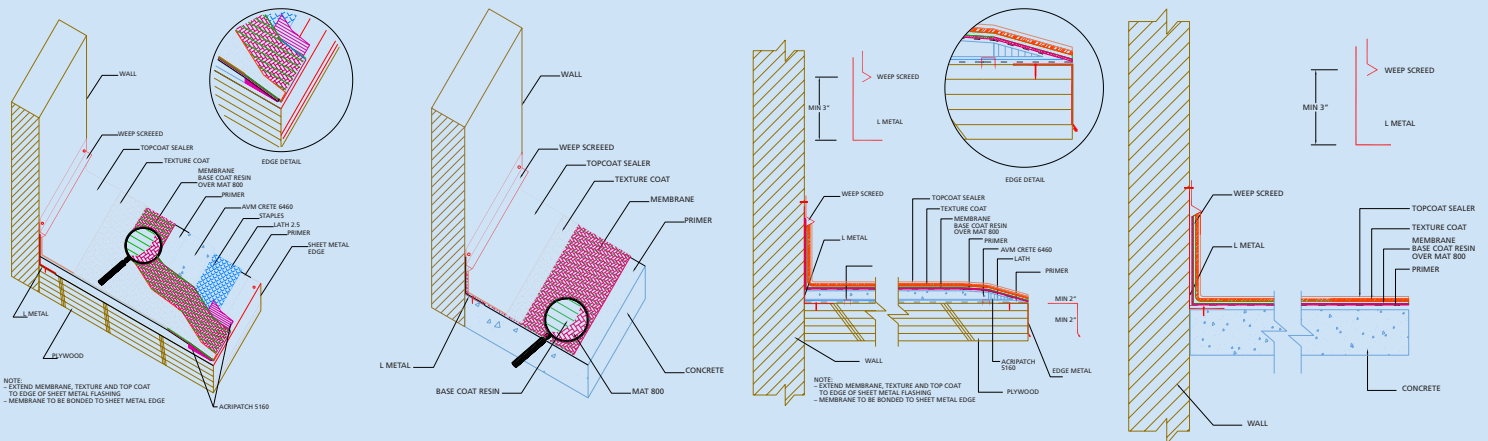 WALL
WEEP SCREEED
TOPCOAT SEALER
TEXTURE COAT
MEMBRANE
BASE COAT RESIN
OVER MAT 800
PRIMER
AVM CRETE 6460
STAPLES
LATH 2.5
PRIMER
SHEET METAL
EDGE
EDGE DETAIL
L METAL
PLYWOOD
ACRIPATCH 5160
NOTE:
– EXTEND MEMBRANE, TEXTURE AND TOP COAT
TO EDGE OF SHEET METAL FLASHING
– MEMBRANE TO BE BONDED TO SHEET METAL EDGE
WALL
WEEP SCREEED
TOPCOAT SEALER
TEXTURE COAT
MEMBRANE
PRIMER
L METAL
BASE COAT RESIN
MAT 800
CONCRETE
WEEP SCREED
MIN 3"
L METAL
EDGE DETAIL
WEEP SCREED
L METAL
TOPCOAT SEALER
TEXTURE COAT
MEMBRANE
BASE COAT RESIN
OVER MAT 800
PRIMER
AVM CRETE 6460
LATH
PRIMER
MIN 2"
MIN 2"
WALL
ACRIPATCH
5160
EDGE METAL
PLYWOOD
NOTE:
– EXTEND MEMBRANE, TEXTURE AND TOP COAT
TO EDGE OF SHEET METAL FLASHING
– MEMBRANE TO BE BONDED TO SHEET METAL EDGE
WEEP SCREED
MIN 3"
L METAL
WEEP SCREED
L METAL
TOPCOAT SEALER
TEXTURE COAT
MEMBRANE
BASE COAT RESIN
OVER MAT 800
PRIMER
CONCRETE
WALL